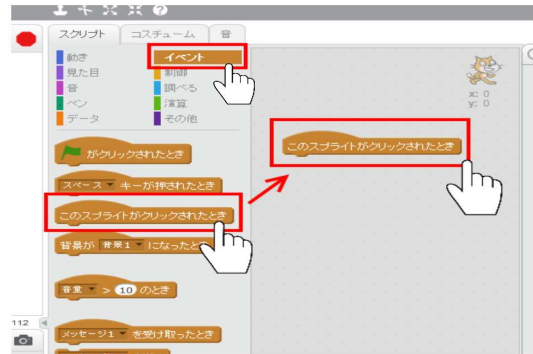 スクリプト コスチューム 音
動き イベント
見た目 制御
音 調べる
ペン 演算
データ その他
x: 0
y: 0
がクリックされたとき
スペース キーが押されたとき
このスプライトがクリックされたとき
背景が 背景1 になったとき
音量 > 10 のとき
メッセージ1 を受け取ったとき
このスプライトがクリックされたとき
112